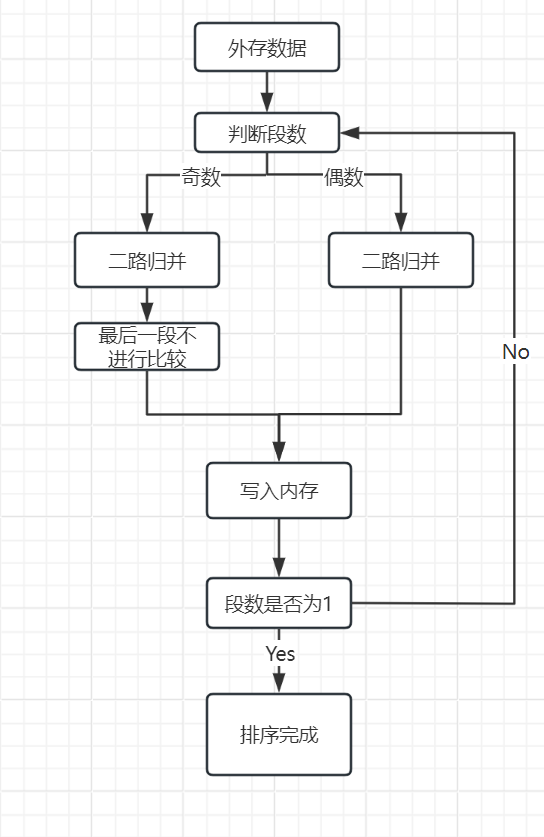 外存数据
判断段数
奇数
偶数
二路归并
二路归并
最后一段不
进行比较
No
写入内存
段数是否为1
Yes
排序完成